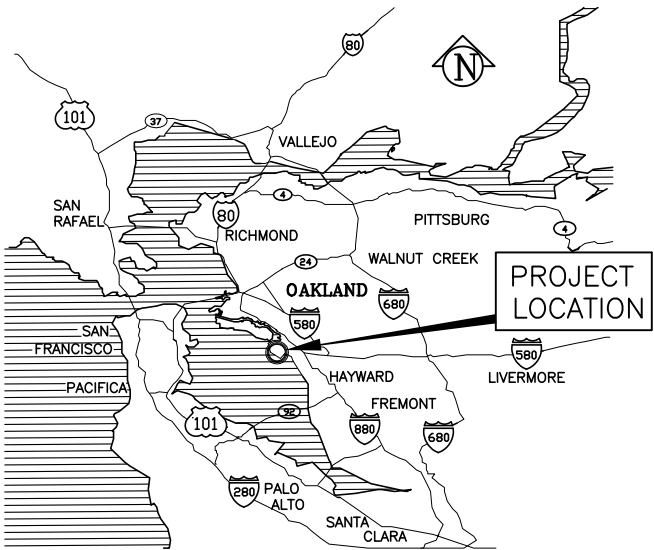 80
N
101
37
VALLEJO
SAN
RAFAEL
80
4
RICHMOND
PITTSBURG
4
24
WALNUT CREEK
OAKLAND
680
PROJECT
LOCATION
580
SAN
FRANCISCO
580
PACIFICA
HAYWARD
LIVERMORE
FREMONT
92
101
880
680
280
PALO
ALTO
SANTA
CLARA